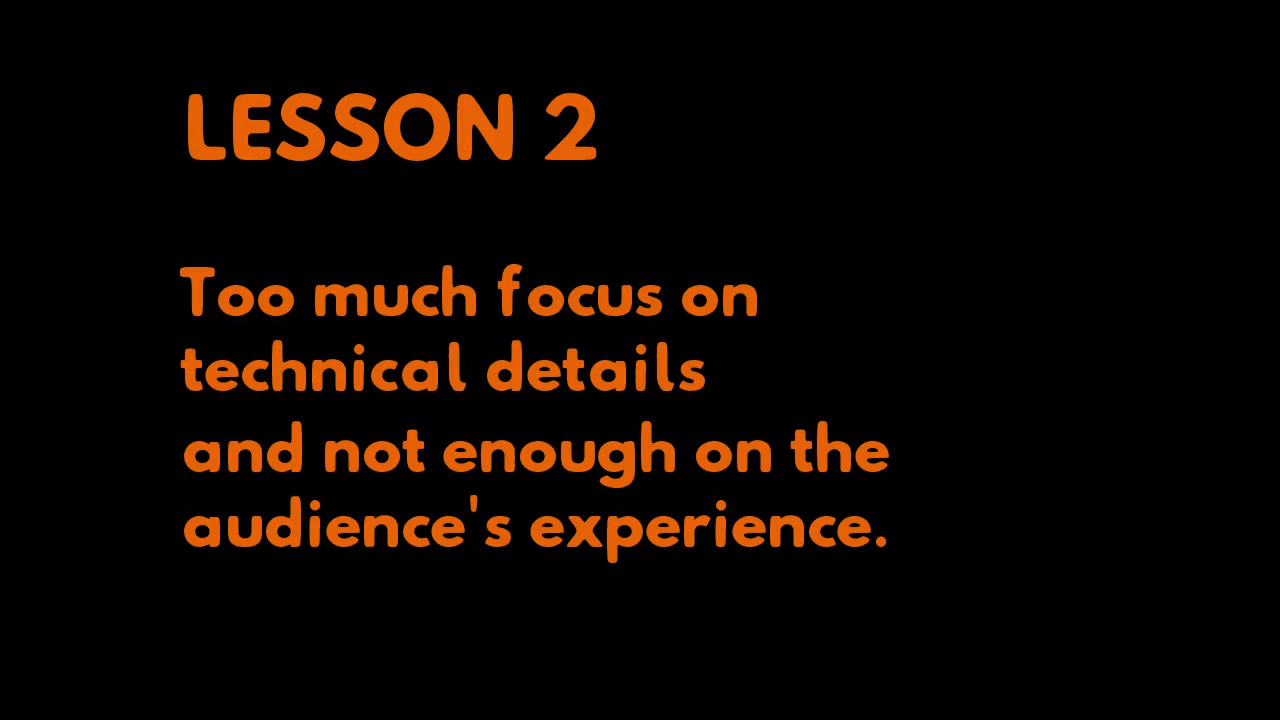 LESSON 2
Too much focus on
technical details
and not enough on the
audience's experience.